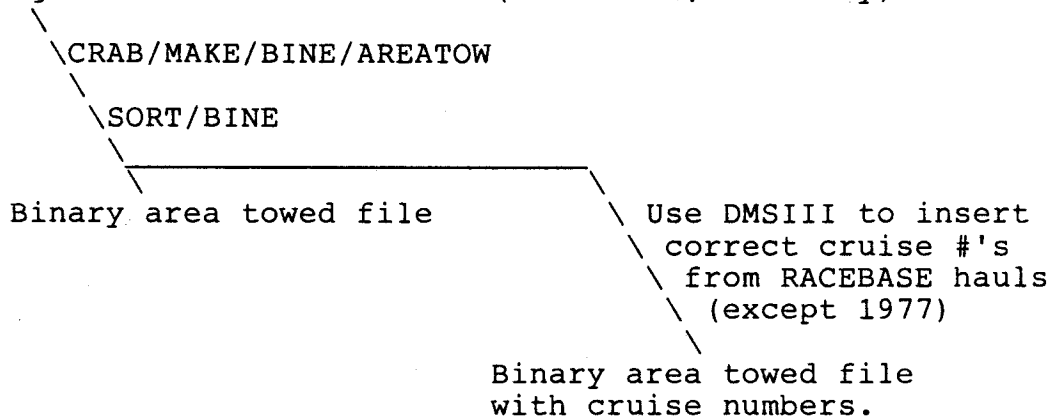 CRAB/MAKE/BINE/AREATOW
SORT/BINE
Binary area towed file
Use DMSIII to insert
correct cruise #'s
from RACEBASE hauls
(except 1977)
Binary area towed file
with cruise numbers.